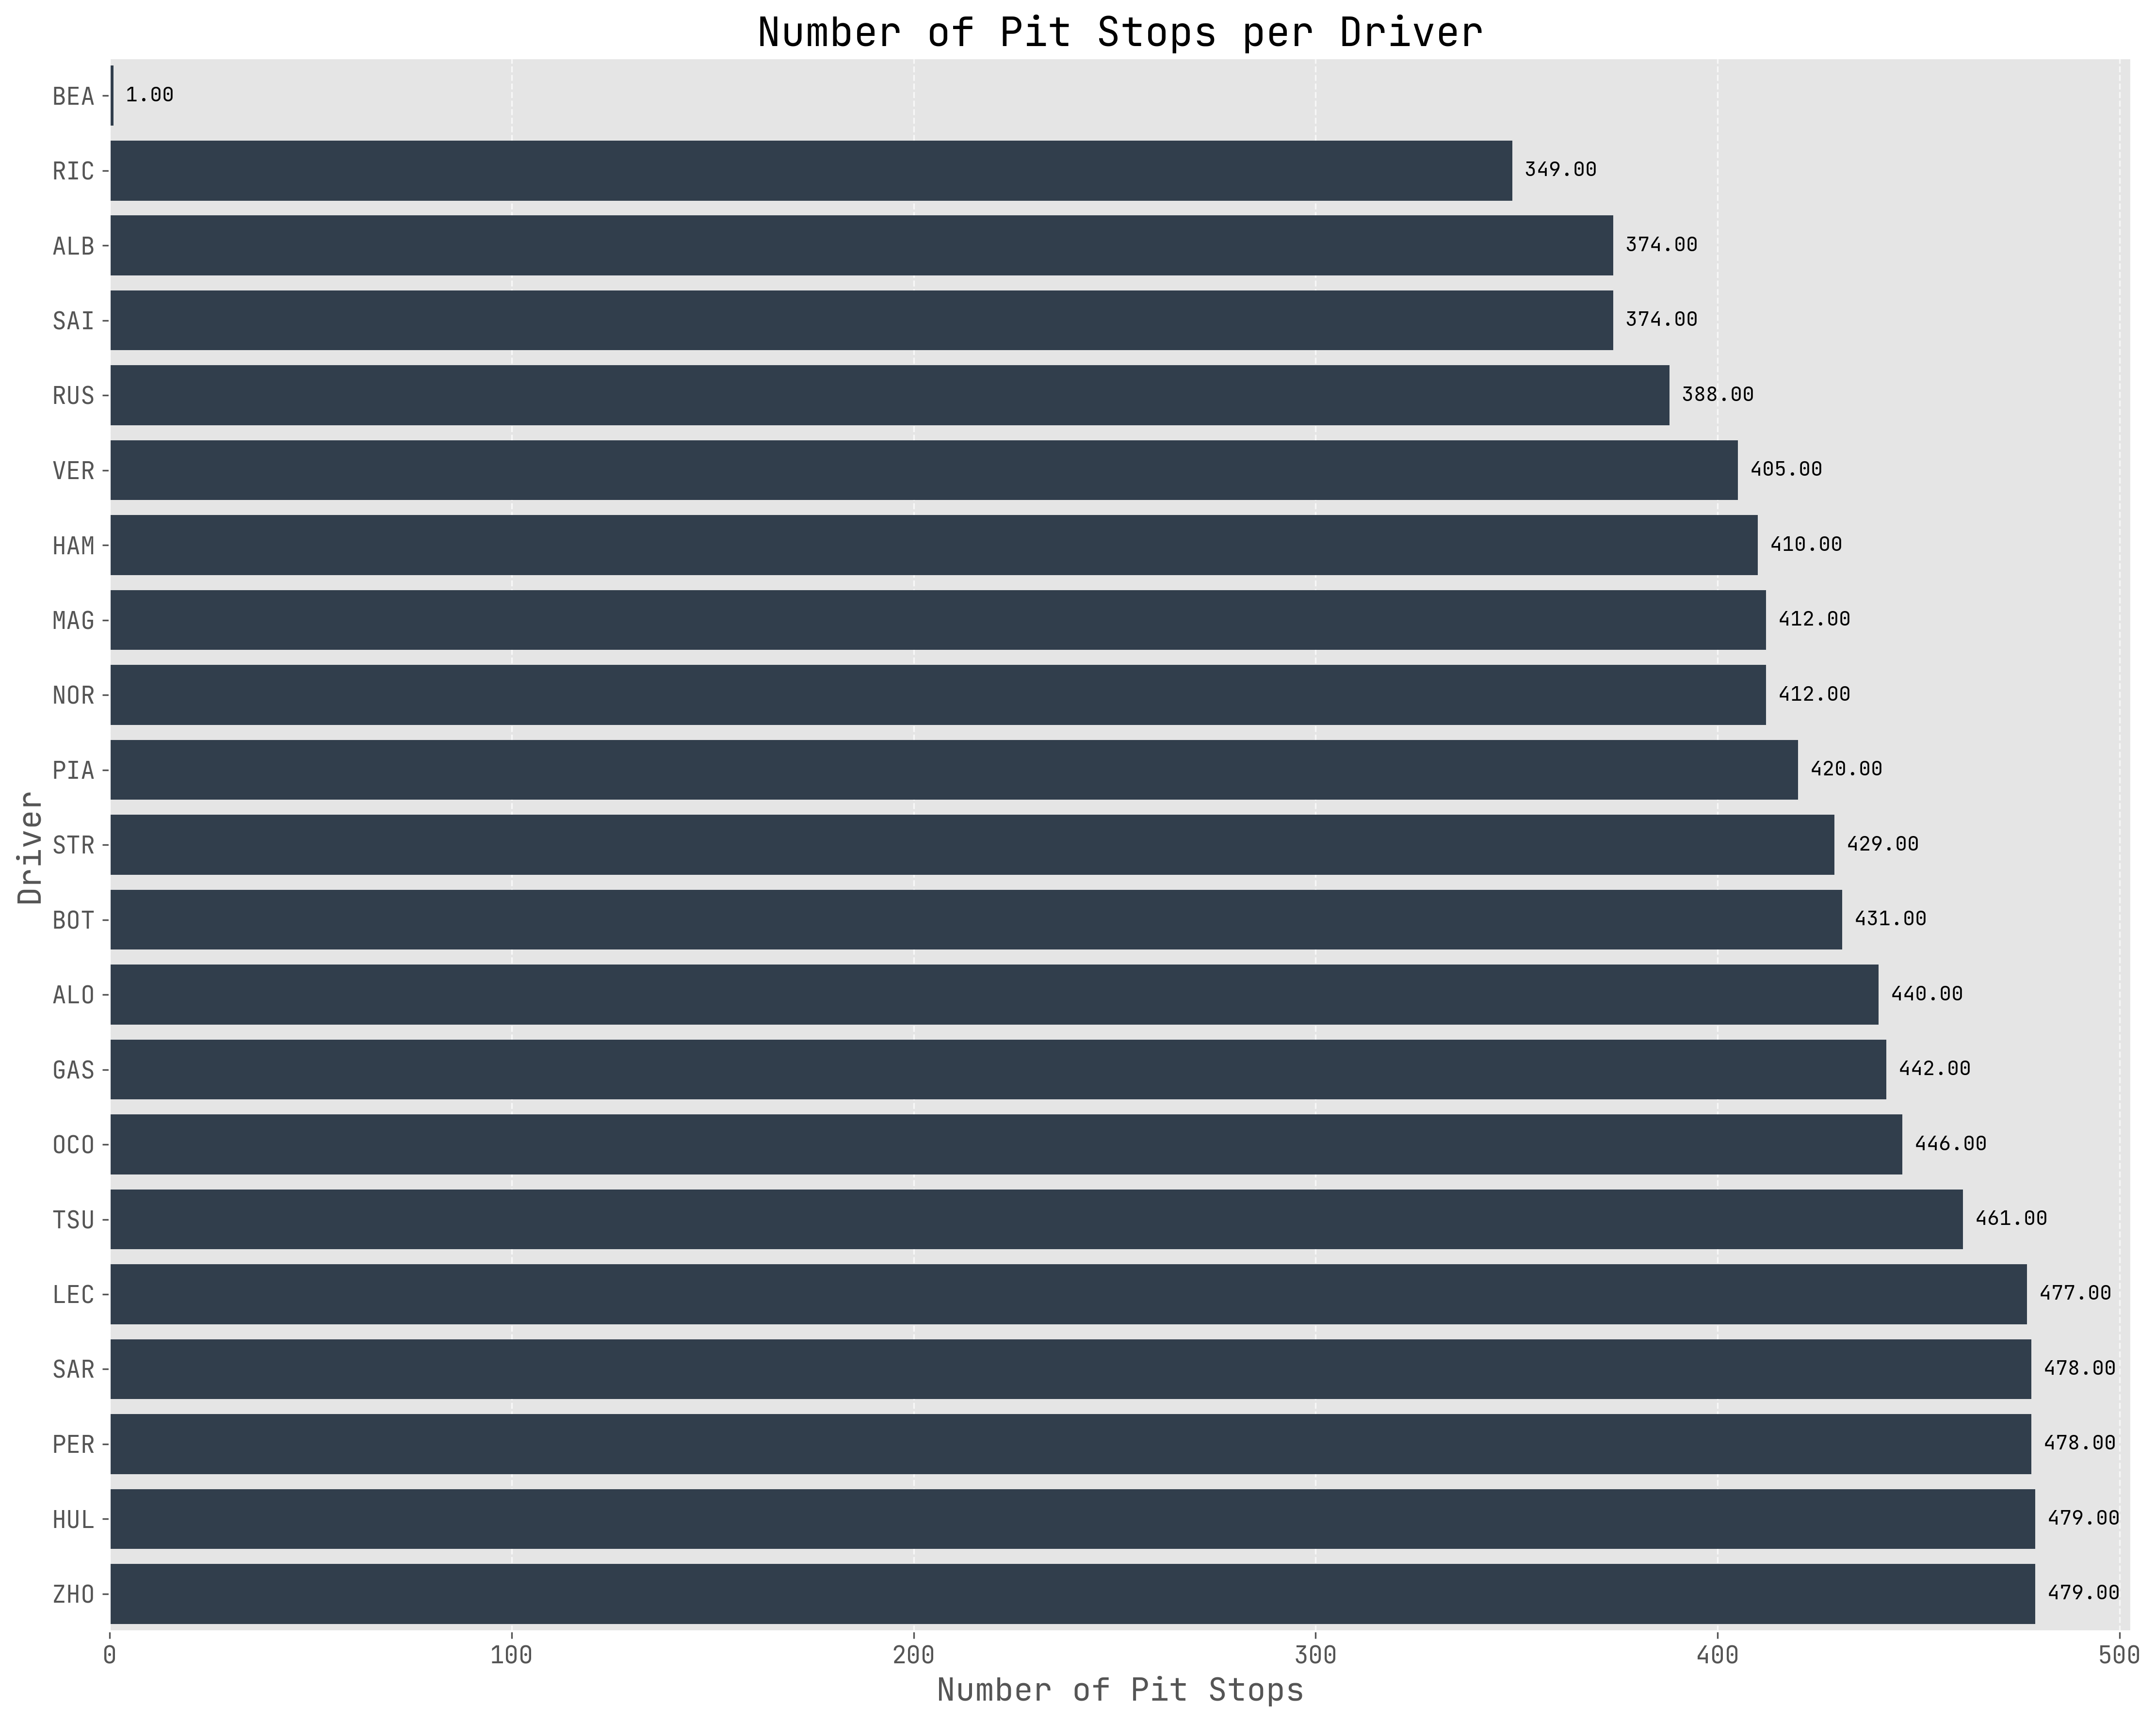 Number of Pit Stops per Driver
BEA 1.00
RIC 349.00
ALB 374.00
SAI 374.00
RUS 388.00
VER 405.00
HAM 410.00
MAG 412.00
NOR 412.00
PIA 420.00
STR 429.00
BOT 431.00
ALO 440.00
GAS 442.00
OCO 446.00
TSU 461.00
LEC 477.00
SAR 478.00
PER 478.00
HUL 479.00
ZHO 479.00
Driver
0 100 200 300 400 500
Number of Pit Stops